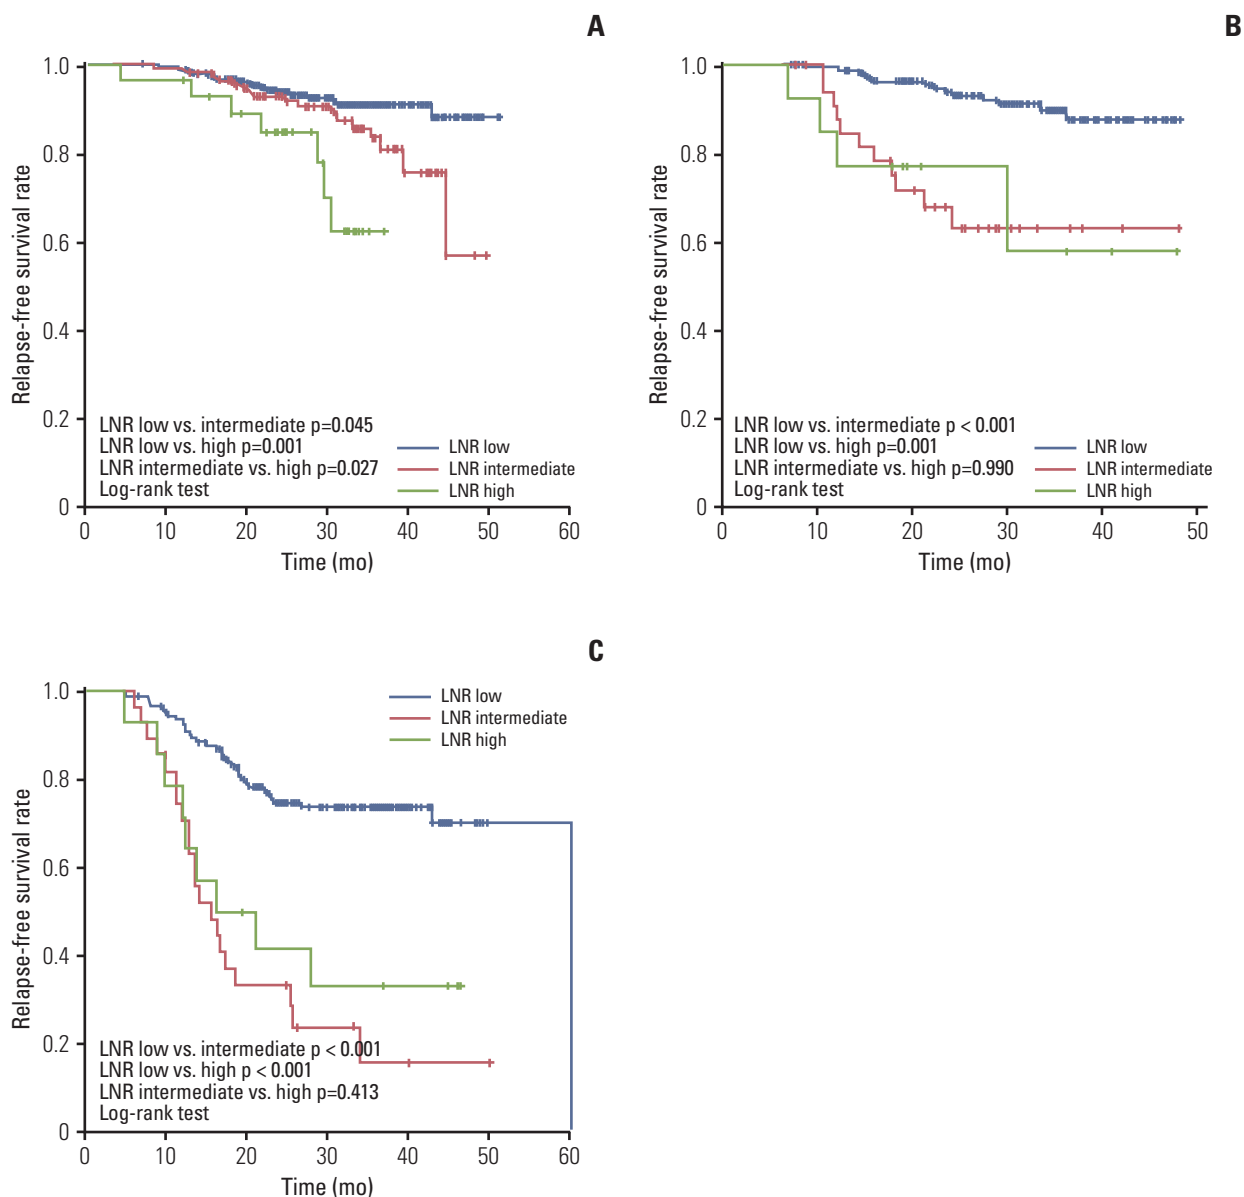 A
Relapse-free survival rate
1.0
0.8
0.6
0.4
0.2
0
LNR low vs. intermediate p=0.045
LNR low vs. high p=0.001
LNR intermediate vs. high p=0.027
Log-rank test
LNR low
LNR intermediate
LNR high
0 10 20 30 40 50 60
Time (mo)
B
Relapse-free survival rate
1.0
0.8
0.6
0.4
0.2
0
LNR low vs. intermediate p < 0.001
LNR low vs. high p=0.001
LNR intermediate vs. high p=0.990
Log-rank test
LNR low
LNR intermediate
LNR high
0 10 20 30 40 50
Time (mo)
C
Relapse-free survival rate
1.0
0.8
0.6
0.4
0.2
0
LNR low
LNR intermediate
LNR high
LNR low vs. intermediate p < 0.001
LNR low vs. high p < 0.001
LNR intermediate vs. high p=0.413
Log-rank test
0 10 20 30 40 50 60
Time (mo)